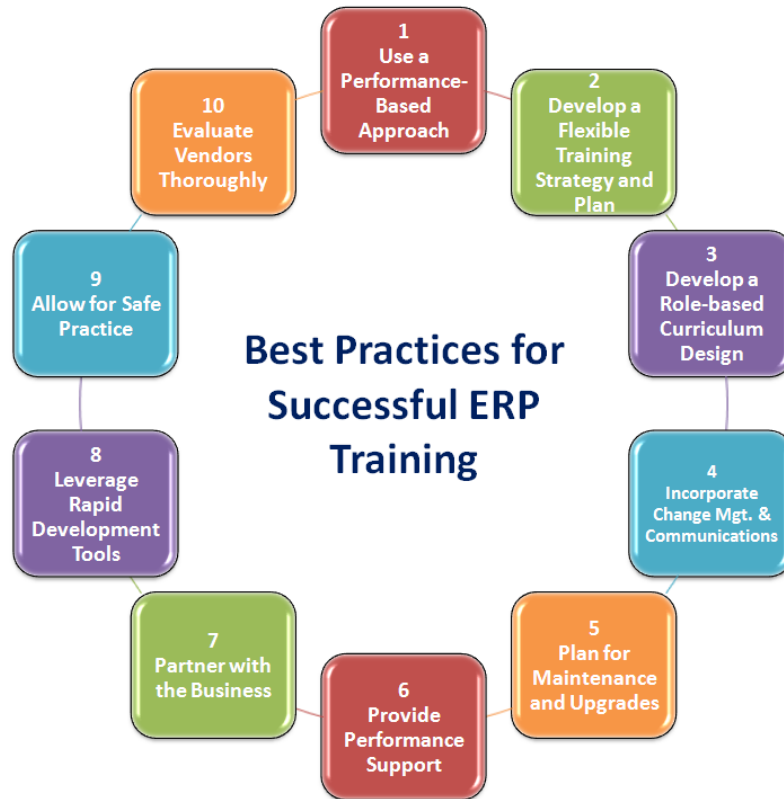 1
Use a
Performance-
Based
Approach
2
Develop a
Flexible
Training
Strategy and
Plan
3
Develop a
Role-based
Curriculum
Design
4
Incorporate
Change Mgt. &
Communications
5
Plan for
Maintenance
and Upgrades
6
Provide
Performance
Support
7
Partner with
the Business
8
Leverage
Rapid
Development
Tools
9
Allow for Safe
Practice
10
Evaluate
Vendors
Thoroughly
Best Practices for
Successful ERP
Training